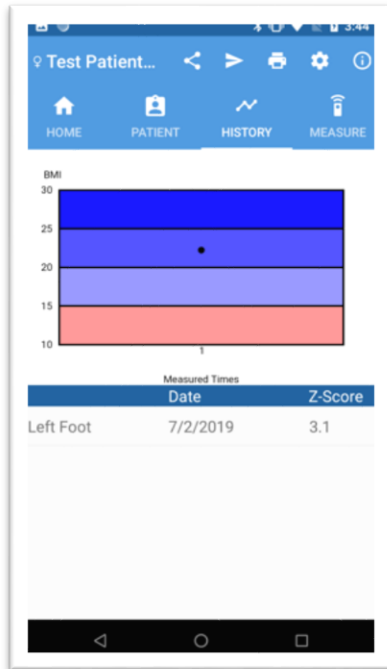 3:44
♀ Test Patient...
HOME PATIENT HISTORY MEASURE
BMI
30
25
20
15
10
1
Measured Times
Date Z-Score
Left Foot 7/2/2019 3.1